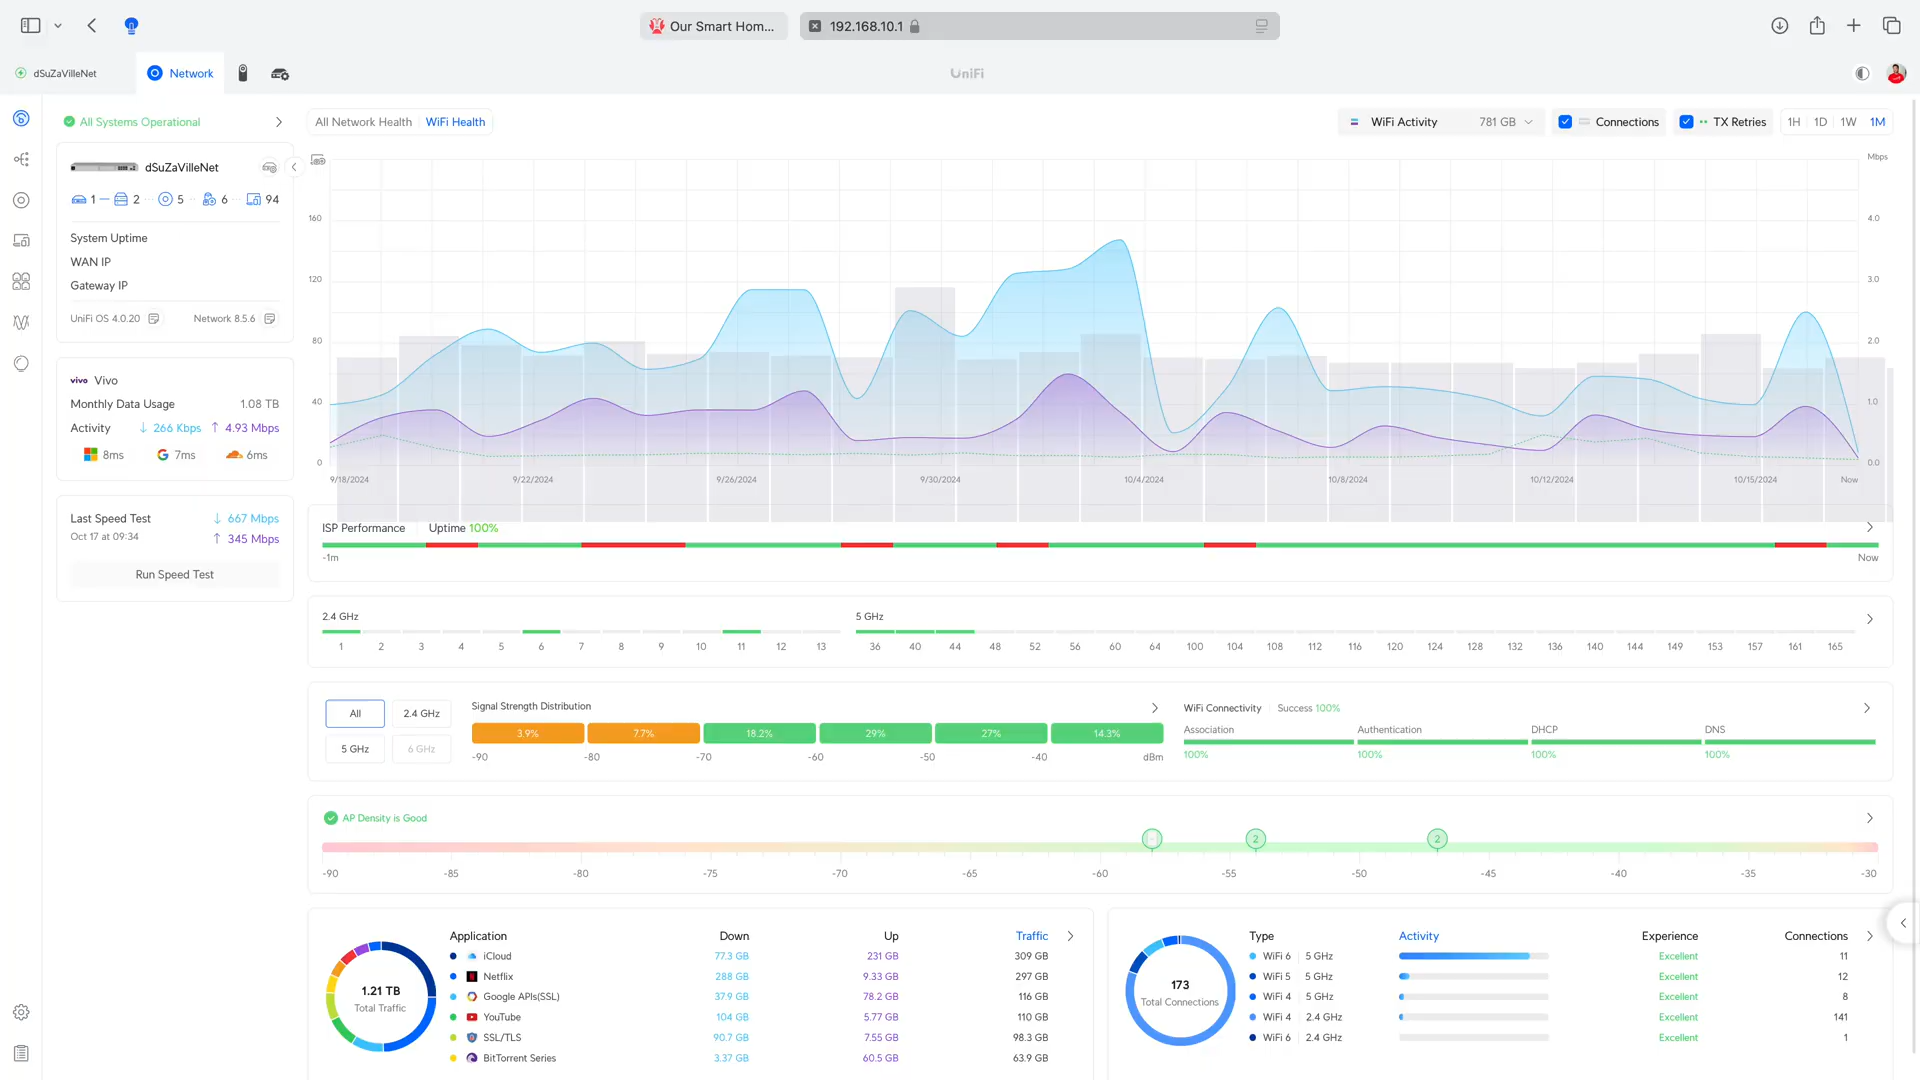 Our Smart Hom...
192.168.10.1
dSuZaVilleNet
Network
UniFi
All Systems Operational
All Network Health
WiFi Health
WiFi Activity
781 GB
Connections
TX Retries
1H 1D 1W 1M
dSuZaVilleNet
1
2
5
6
94
System Uptime
WAN IP
Gateway IP
UniFi OS 4.0.20
Network 8.5.6
vivo Vivo
Monthly Data Usage 1.08 TB
Activity ↓ 266 Kbps ↑ 4.93 Mbps
8ms 7ms 6ms
Last Speed Test ↓ 667 Mbps
Oct 17 at 09:34 ↑ 345 Mbps
Run Speed Test
Mbps
160 4.0
120 3.0
80 2.0
40 1.0
0 0.0
9/18/2024 9/22/2024 9/26/2024 9/30/2024 10/4/2024 10/8/2024 10/12/2024 10/15/2024 Now
ISP Performance Uptime 100%
-1m Now
2.4 GHz 5 GHz
1 2 3 4 5 6 7 8 9 10 11 12 13 36 40 44 48 52 56 60 64 100 104 108 112 116 120 124 128 132 136 140 144 149 153 157 161 165
All 2.4 GHz
5 GHz 6 GHz
Signal Strength Distribution
3.9% 7.7% 18.2% 29% 27% 14.3%
-90 -80 -70 -60 -50 -40 dBm
WiFi Connectivity Success 100%
Association Authentication DHCP DNS
100% 100% 100% 100%
AP Density is Good
2 2
-90 -85 -80 -75 -70 -65 -60 -55 -50 -45 -40 -35 -30
1.21 TB
Total Traffic
Application Down Up Traffic
iCloud 77.3 GB 231 GB 309 GB
Netflix 288 GB 9.33 GB 297 GB
Google APIs(SSL) 37.9 GB 78.2 GB 116 GB
YouTube 104 GB 5.77 GB 110 GB
SSL/TLS 90.7 GB 7.55 GB 98.3 GB
BitTorrent Series 3.37 GB 60.5 GB 63.9 GB
173
Total Connections
Type Activity Experience Connections
WiFi 6 5 GHz Excellent 11
WiFi 5 5 GHz Excellent 12
WiFi 4 5 GHz Excellent 8
WiFi 4 2.4 GHz Excellent 141
WiFi 6 2.4 GHz Excellent 1